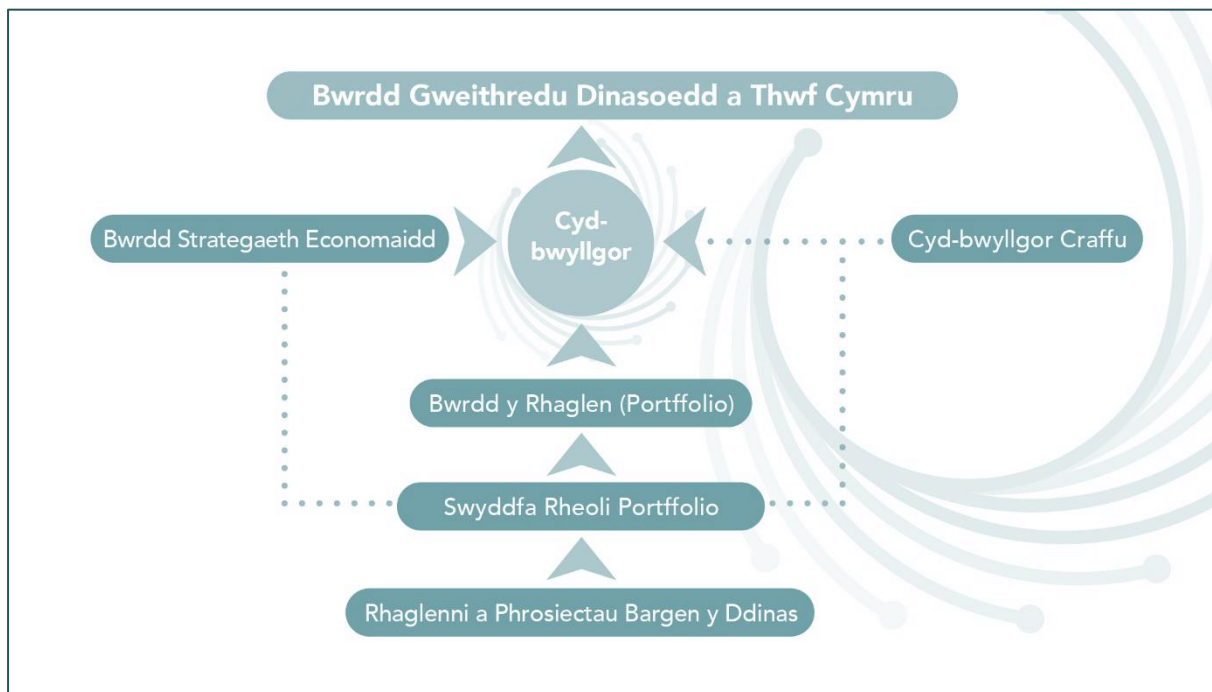 Bwrdd Gweithredu Dinasoedd a Thwf Cymru
Bwrdd Strategaeth Economaidd
Cyd-
bwyllgor
Cyd-bwyllgor Craffu
Bwrdd y Rhaglen (Portffolio)
Swyddfa Rheoli Portffolio
Rhaglenni a Phrosiectau Bargen y Ddinas